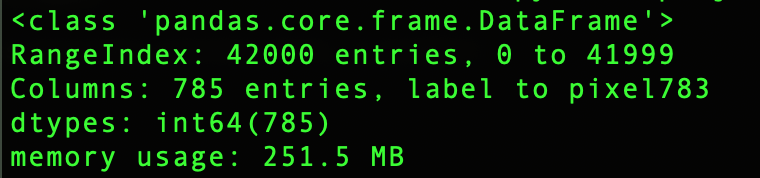 <class 'pandas.core.frame.DataFrame'>
RangeIndex: 42000 entries, 0 to 41999
Columns: 785 entries, label to pixel783
dtypes: int64(785)
memory usage: 251.5 MB